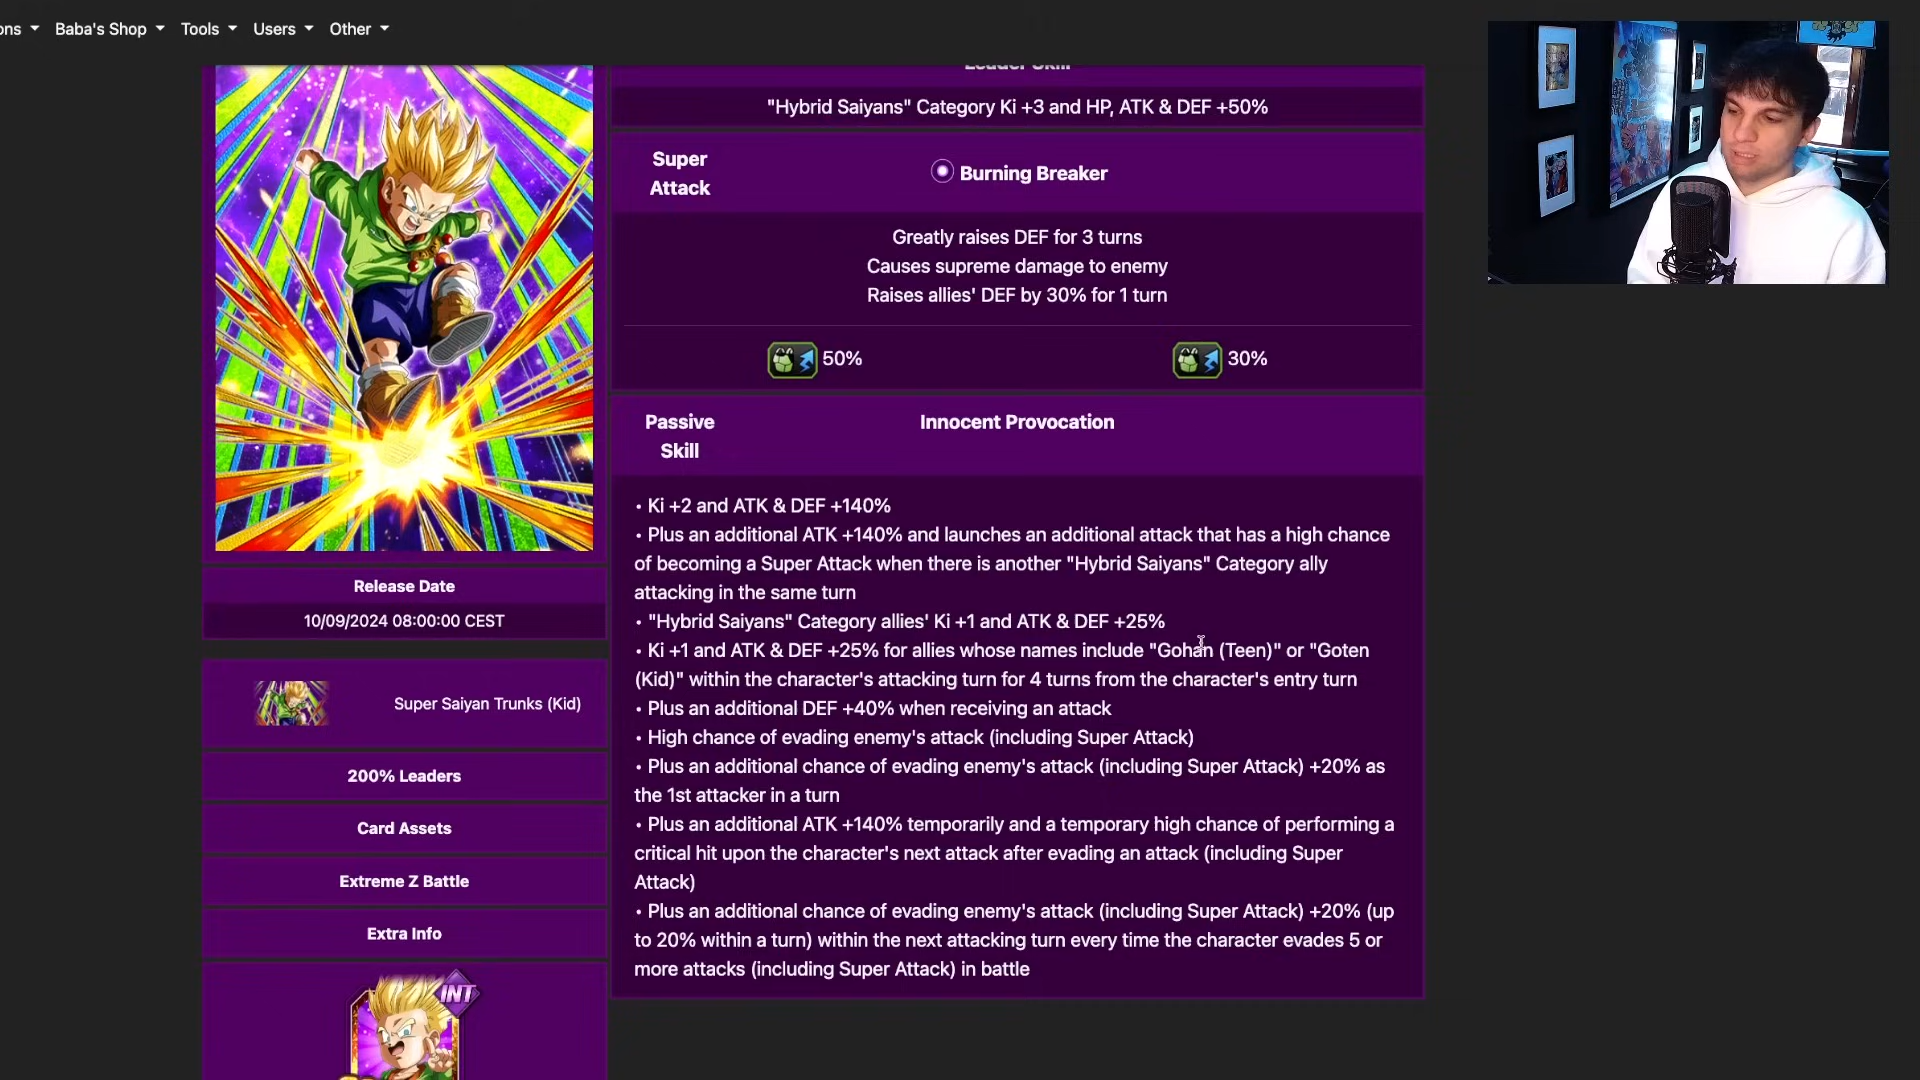 ons Baba's Shop Tools Users Other
Leader Skill
"Hybrid Saiyans" Category Ki +3 and HP, ATK & DEF +50%
Super
Attack
Burning Breaker
Greatly raises DEF for 3 turns
Causes supreme damage to enemy
Raises allies' DEF by 30% for 1 turn
50% 30%
Passive
Skill
Innocent Provocation
• Ki +2 and ATK & DEF +140%
• Plus an additional ATK +140% and launches an additional attack that has a high chance
of becoming a Super Attack when there is another "Hybrid Saiyans" Category ally
attacking in the same turn
• "Hybrid Saiyans" Category allies' Ki +1 and ATK & DEF +25%
• Ki +1 and ATK & DEF +25% for allies whose names include "Gohan (Teen)" or "Goten
(Kid)" within the character's attacking turn for 4 turns from the character's entry turn
• Plus an additional DEF +40% when receiving an attack
• High chance of evading enemy's attack (including Super Attack)
• Plus an additional chance of evading enemy's attack (including Super Attack) +20% as
the 1st attacker in a turn
• Plus an additional ATK +140% temporarily and a temporary high chance of performing a
critical hit upon the character's next attack after evading an attack (including Super
Attack)
• Plus an additional chance of evading enemy's attack (including Super Attack) +20% (up
to 20% within a turn) within the next attacking turn every time the character evades 5 or
more attacks (including Super Attack) in battle
Release Date
10/09/2024 08:00:00 CEST
Super Saiyan Trunks (Kid)
200% Leaders
Card Assets
Extreme Z Battle
Extra Info
INT